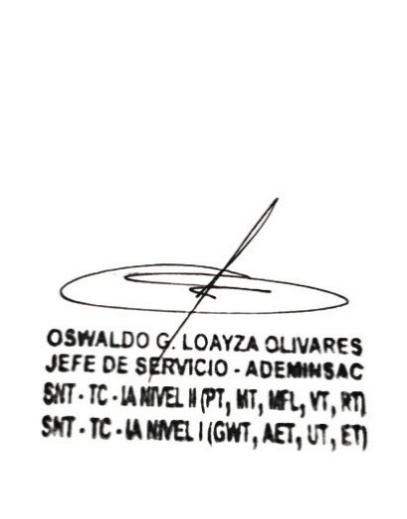 OSWALDO G. LOAYZA OLIVARES
JEFE DE SERVICIO - ADEMINSAC
SNT - TC - IA NIVEL II (PT, MT, MFL, VT, RT)
SNT - TC - IA NIVEL I (GWT, AET, UT, ET)